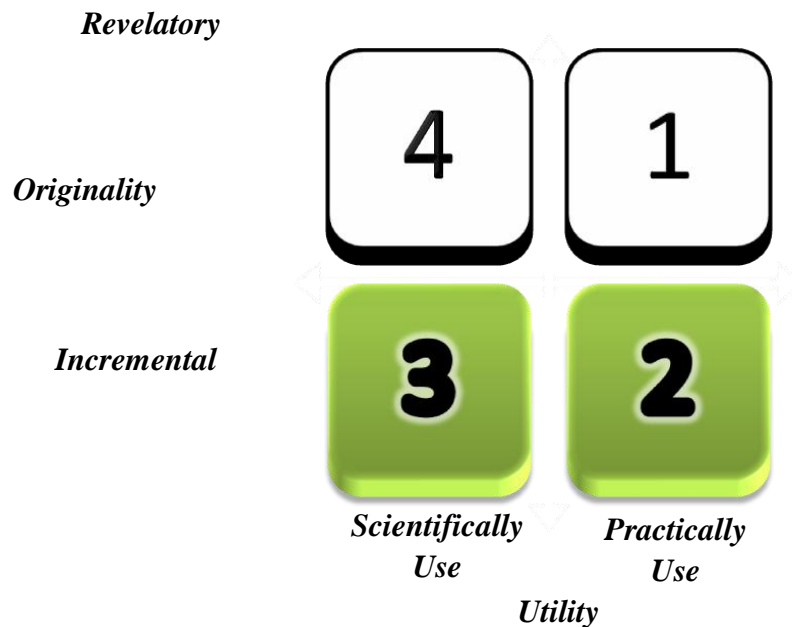 Revelatory
4 1
Originality
Incremental
3 2
Scientifically
Use
Practically
Use
Utility